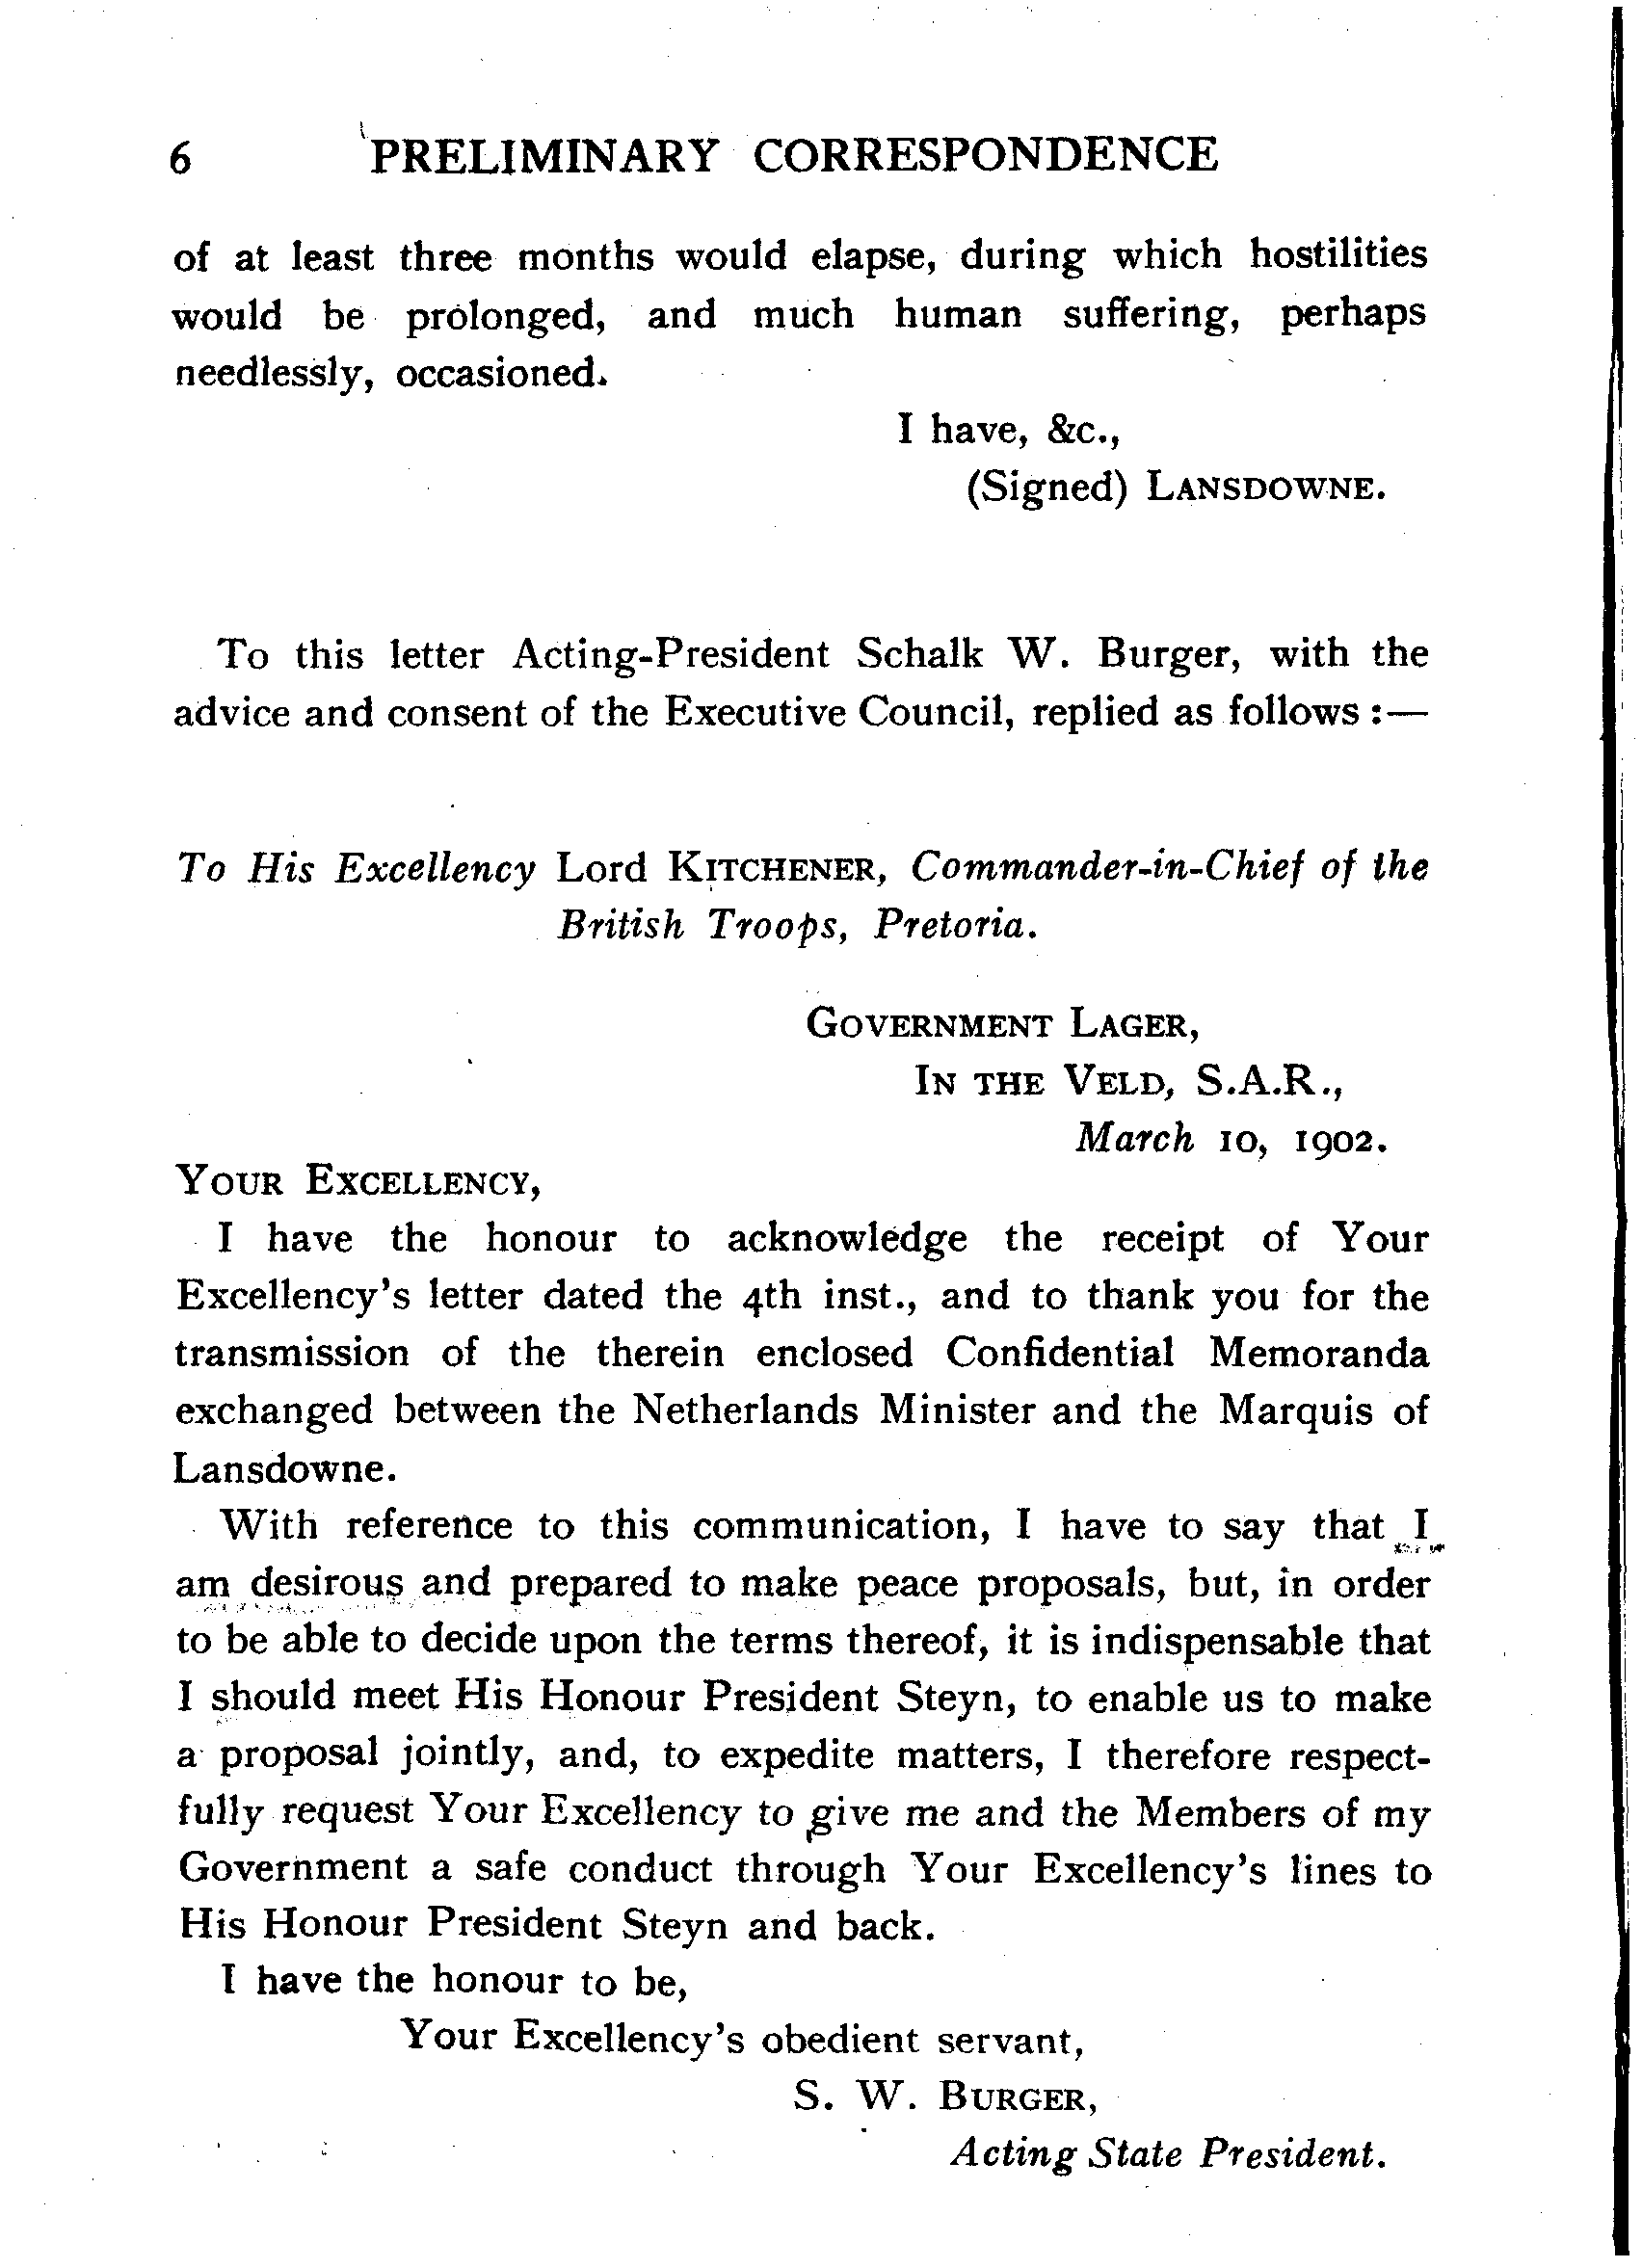 6 PRELIMINARY CORRESPONDENCE
of at least three months would elapse, during which hostilities
would be prolonged, and much human suffering, perhaps
needlessly, occasioned.
I have, &c.,
(Signed) LANSDOWNE.
To this letter Acting-President Schalk W. Burger, with the
advice and consent of the Executive Council, replied as follows :—
To His Excellency Lord KITCHENER, Commander-in-Chief of the
British Troops, Pretoria.
GOVERNMENT LAGER,
IN THE VELD, S.A.R.,
March 10, 1902.
YOUR EXCELLENCY,
I have the honour to acknowledge the receipt of Your
Excellency's letter dated the 4th inst., and to thank you for the
transmission of the therein enclosed Confidential Memoranda
exchanged between the Netherlands Minister and the Marquis of
Lansdowne.
With reference to this communication, I have to say that I
am desirous and prepared to make peace proposals, but, in order
to be able to decide upon the terms thereof, it is indispensable that
I should meet His Honour President Steyn, to enable us to make
a proposal jointly, and, to expedite matters, I therefore respect-
fully request Your Excellency to give me and the Members of my
Government a safe conduct through Your Excellency's lines to
His Honour President Steyn and back.
I have the honour to be,
Your Excellency's obedient servant,
S. W. BURGER,
Acting State President.